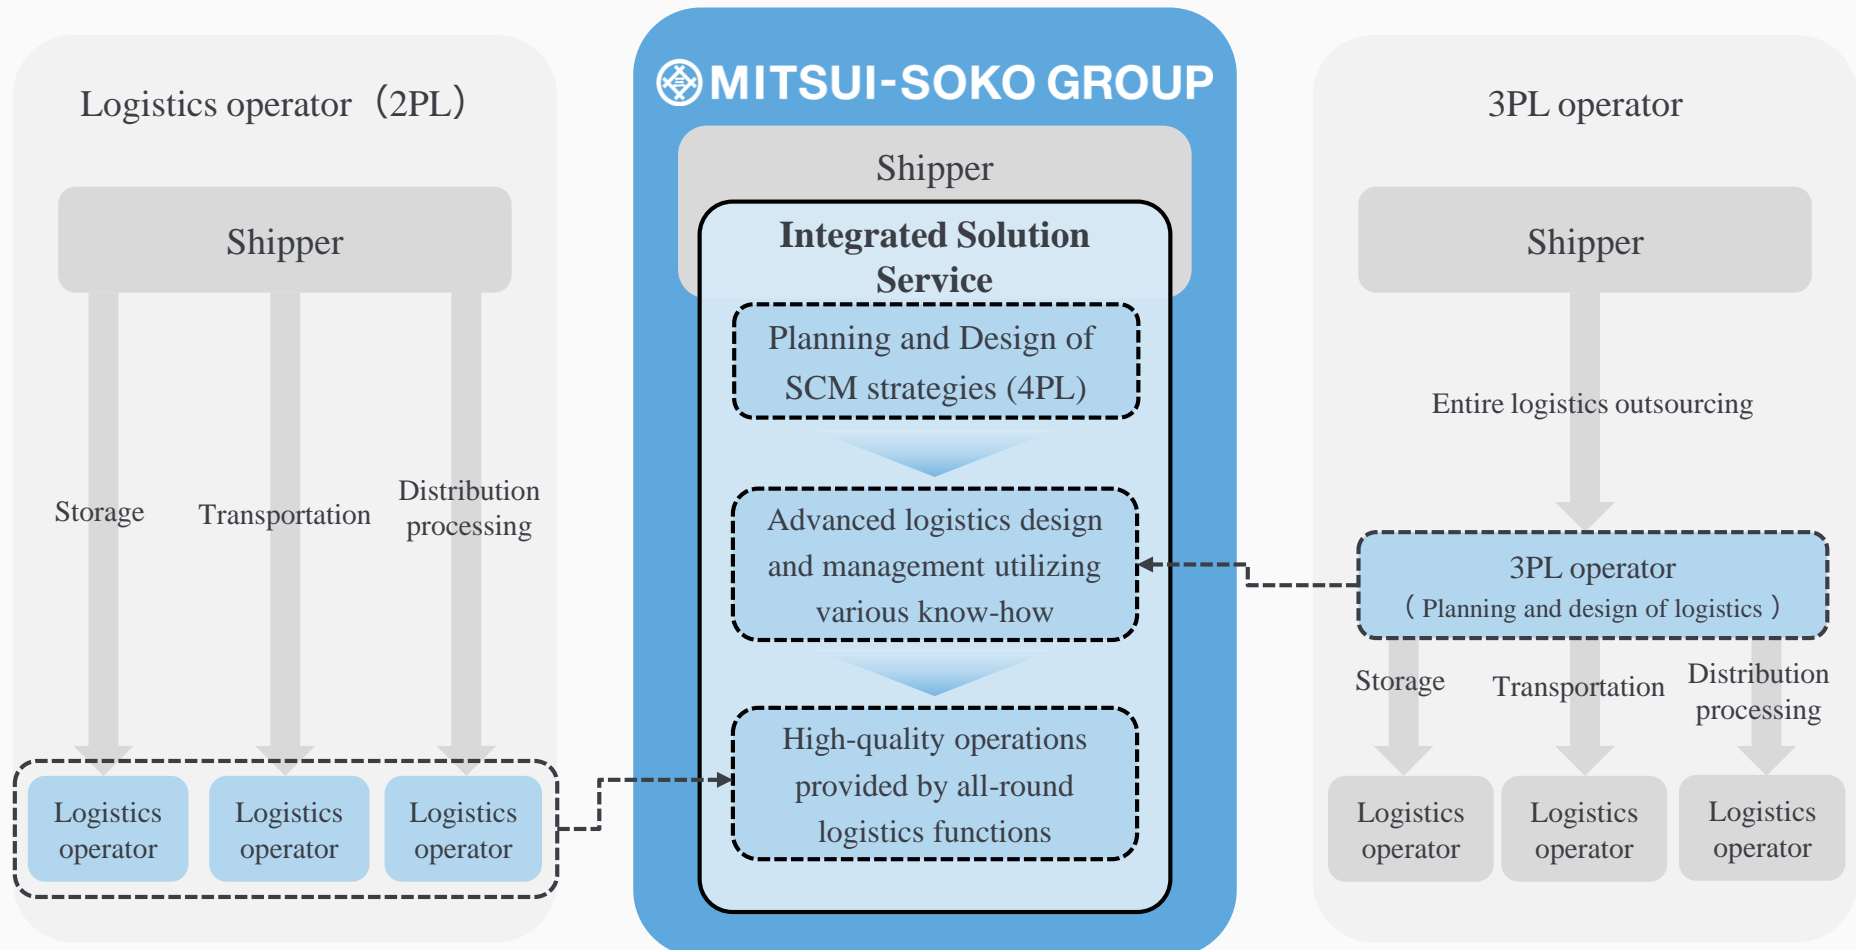 Logistics operator（2PL）
Shipper
Storage
Transportation
Distribution
processing
Logistics
operator
Logistics
operator
Logistics
operator
MITSUI-SOKO GROUP
Shipper
Integrated Solution
Service
Planning and Design of
SCM strategies (4PL)
Advanced logistics design
and management utilizing
various know-how
High-quality operations
provided by all-round
logistics functions
3PL operator
Shipper
Entire logistics outsourcing
3PL operator
（ Planning and design of logistics ）
Storage
Transportation
Distribution
processing
Logistics
operator
Logistics
operator
Logistics
operator